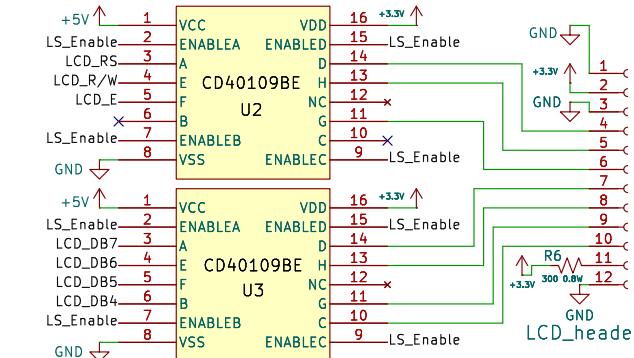 +5V 1 VCC VDD 16 +3.3V
LS_Enable 2 ENABLEA ENABLED 15 LS_Enable
LCD_RS 3 A D 14
LCD_R/W 4 E H 13
LCD_E 5 F NC 12
6 B G 11
LS_Enable 7 ENABLEB C 10
GND 8 VSS ENABLEC 9 LS_Enable
CD40109BE
U2
+5V 1 VCC VDD 16 +3.3V
LS_Enable 2 ENABLEA ENABLED 15 LS_Enable
LCD_DB7 3 A D 14
LCD_DB6 4 E H 13
LCD_DB5 5 F NC 12
LCD_DB4 6 B G 11
LS_Enable 7 ENABLEB C 10
GND 8 VSS ENABLEC 9 LS_Enable
CD40109BE
U3
GND 1
+3.3V 2
GND 3
4
5
6
7
8
9
10
R6 11
+3.3V 300 0.8W 12
GND
LCD_heade